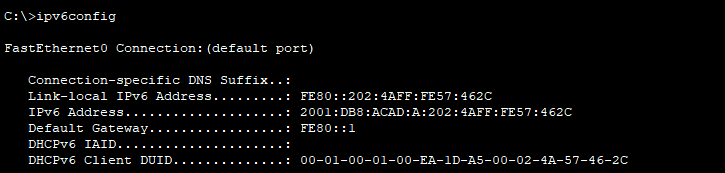 C:\>ipv6config
FastEthernet0 Connection:(default port)
Connection-specific DNS Suffix..:
Link-local IPv6 Address.........: FE80::202:4AFF:FE57:462C
IPv6 Address....................: 2001:DB8:ACAD:A:202:4AFF:FE57:462C
Default Gateway.................: FE80::1
DHCPv6 IAID.....................:
DHCPv6 Client DUID..............: 00-01-00-01-00-EA-1D-A5-00-02-4A-57-46-2C